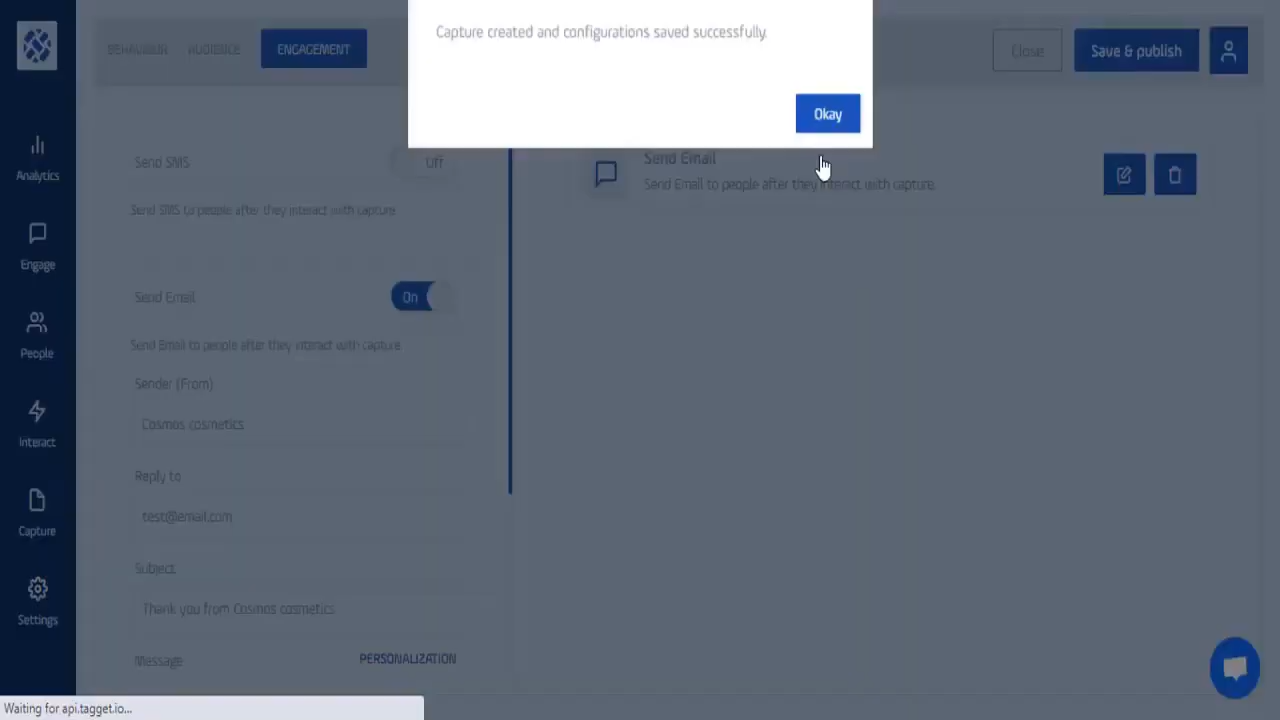 Capture created and configurations saved successfully.
Okay
BEHAVIOUR AUDIENCE ENGAGEMENT
Close
Save & publish
Analytics
Engage
People
Interact
Capture
Settings
Send SMS
Off
Send SMS to people after they interact with capture.
Send Email
On
Send Email to people after they interact with capture.
Sender (From)
Cosmos cosmetics
Reply to
test@email.com
Subject
Thank you from Cosmos cosmetics
Message
PERSONALIZATION
Send Email
Send Email to people after they interact with capture.
Waiting for api.tagget.io...